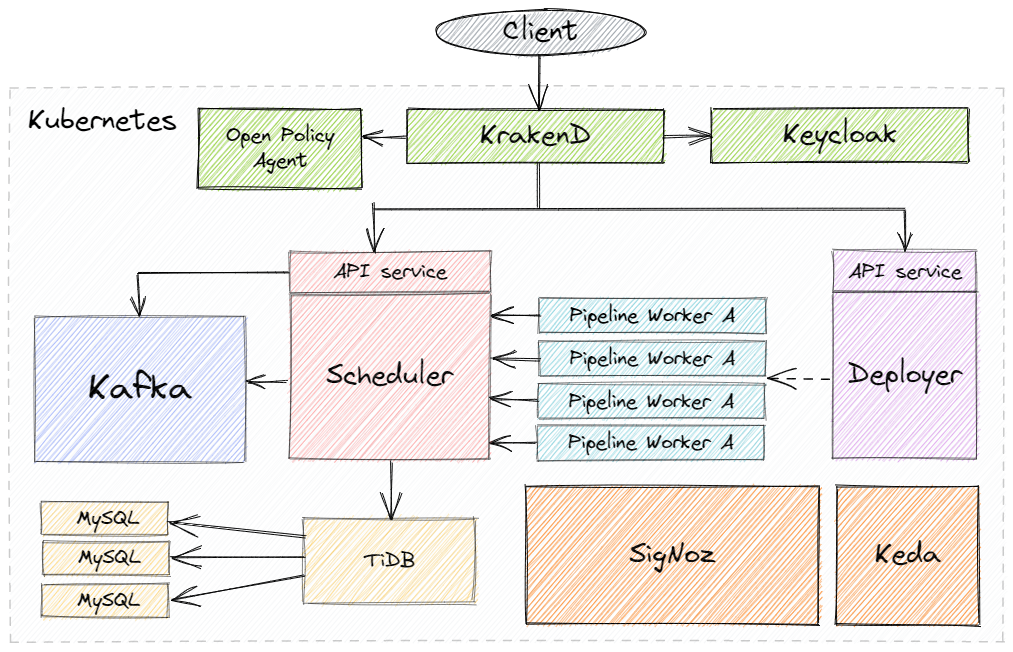 Client
Kubernetes
Open Policy
Agent
KrakenD
Keycloak
API service
API service
Kafka
Scheduler
Pipeline Worker A
Pipeline Worker A
Pipeline Worker A
Pipeline Worker A
Deployer
MySQL
MySQL
MySQL
TiDB
SigNoz
Keda